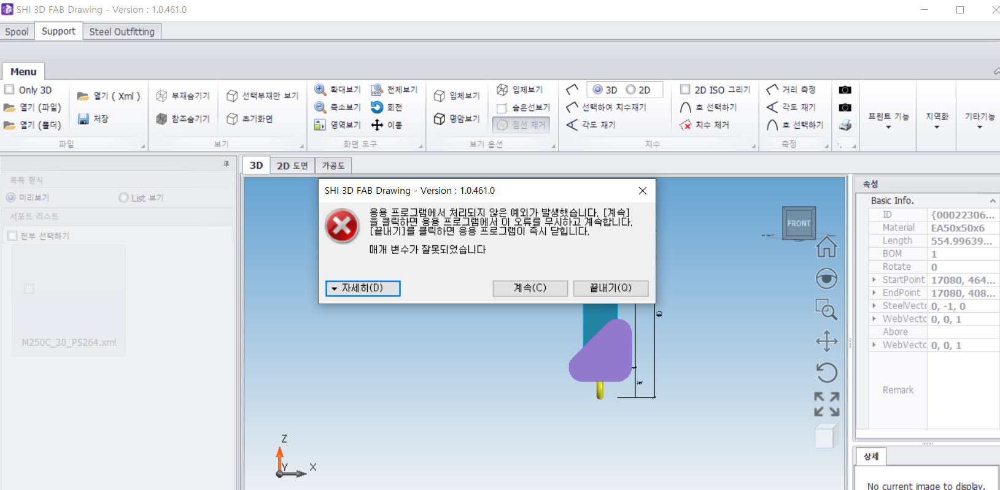 SHI 3D FAB Drawing - Version : 1.0.461.0
Spool
Support
Steel Outfitting
Menu
Only 3D
열기 (파일)
열기 (폴더)
열기 ( Xml )
저장
파일
부재숨기기
참조숨기기
선택부재만 보기
초기화면
보기
확대보기
축소보기
영역보기
전체보기
회전
이동
화면 도구
입체보기
명암보기
입체보기
숨은선보기
점선 제거
보기 옵션
3D
2D
선택하여 치수재기
각도 재기
2D ISO 그리기
호 선택하기
치수 제거
치수
거리 측정
각도 재기
호 선택하기
측정
프린트 기능
지역화
기타기능
목록 형식
미리보기
List 보기
서포트 리스트
전부 선택하기
M250C_30_PS264.xml
3D
2D 도면
가공도
SHI 3D FAB Drawing - Version : 1.0.461.0
응용 프로그램에서 처리되지 않은 예외가 발생했습니다. [계속]
을 클릭하면 응용 프로그램에서 이 오류를 무시하고 계속합니다.
[끝내기]를 클릭하면 응용 프로그램이 즉시 닫힙니다.
매개 변수가 잘못되었습니다
자세히(D)
계속(C)
끝내기(Q)
FRONT
Z
Y
X
속성
Basic Info.
ID {00022306...
Material EA50x50x6
Length 554.99639...
BOM 1
Rotate 0
StartPoint 17080, 464...
EndPoint 17080, 408...
SteelVecto 0, -1, 0
WebVecto 0, 0, 1
Abore
WebVecto 0, 0, 1
Remark
상세
No current image to display.